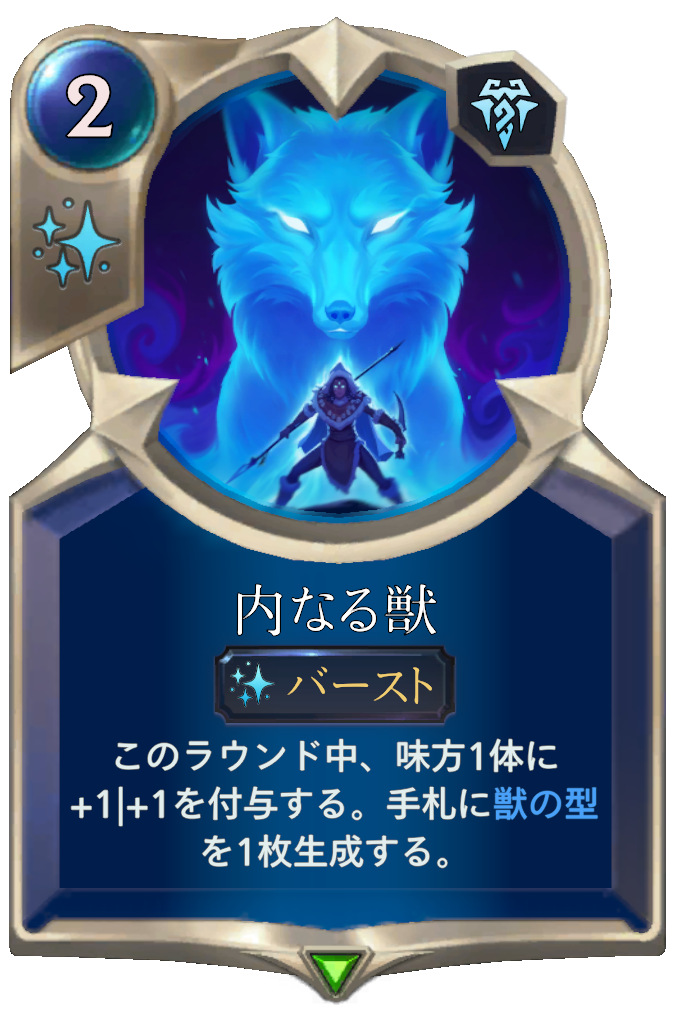 2
内なる獣
バースト
このラウンド中、味方1体に
+1|+1を付与する。手札に獣の型
を1枚生成する。